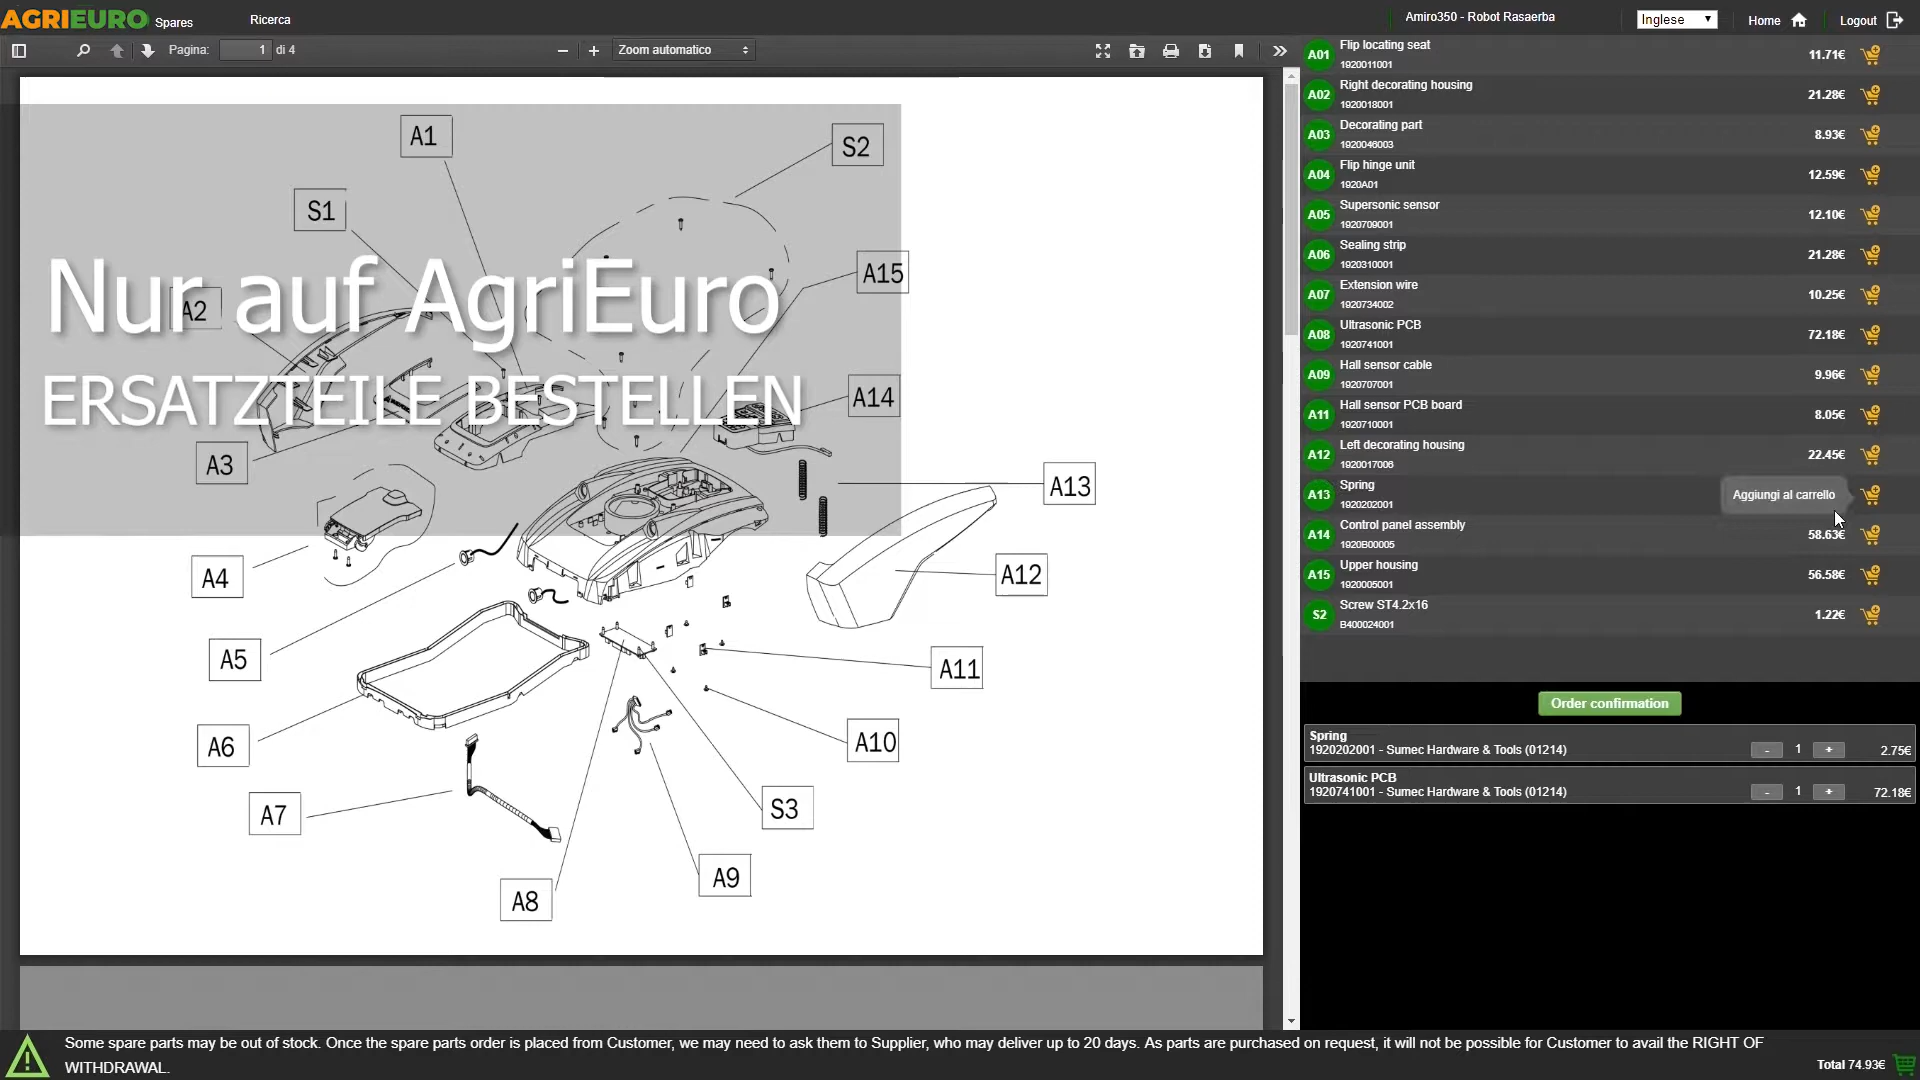 AGRIEURO Spares
Ricerca
Amiro350 - Robot Rasaerba
Inglese
Home
Logout
Pagina: 1 di 4
Zoom automatico
A1
S2
S1
A15
A2
Nur auf AgriEuro
ERSATZTEILE BESTELLEN
A14
A3
A13
A4
A12
A5
A11
A6
A10
A7
S3
A9
A8
A01 Flip locating seat 11.71€
1920011001
A02 Right decorating housing 21.28€
1920018001
A03 Decorating part 8.93€
1920046003
A04 Flip hinge unit 12.59€
1920A01
A05 Supersonic sensor 12.10€
1920709001
A06 Sealing strip 21.28€
1920310001
A07 Extension wire 10.25€
1920734002
A08 Ultrasonic PCB 72.18€
1920741001
A09 Hall sensor cable 9.96€
1920707001
A11 Hall sensor PCB board 8.05€
1920710001
A12 Left decorating housing 22.45€
1920017006
A13 Spring Aggiungi al carrello
1920202001
A14 Control panel assembly 58.63€
1920B00005
A15 Upper housing 56.58€
1920005001
S2 Screw ST4.2x16 1.22€
B400024001
Order confirmation
Spring
1920202001 - Sumec Hardware & Tools (01214) - 1 + 2.75€
Ultrasonic PCB
1920741001 - Sumec Hardware & Tools (01214) - 1 + 72.18€
Some spare parts may be out of stock. Once the spare parts order is placed from Customer, we may need to ask them to Supplier, who may deliver up to 20 days. As parts are purchased on request, it will not be possible for Customer to avail the RIGHT OF
WITHDRAWAL.
Total 74.93€